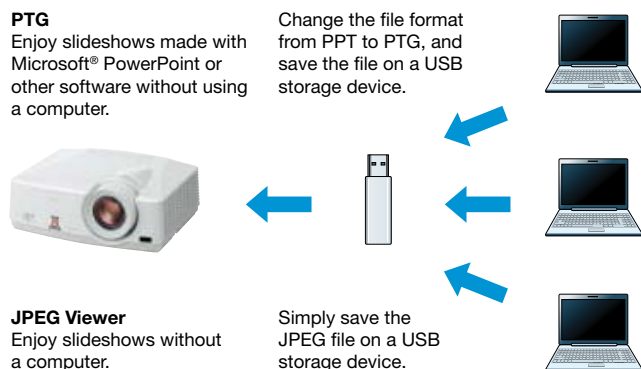 PTG
Enjoy slideshows made with
Microsoft® PowerPoint or
other software without using
a computer.
Change the file format
from PPT to PTG, and
save the file on a USB
storage device.
JPEG Viewer
Enjoy slideshows without
a computer.
Simply save the
JPEG file on a USB
storage device.